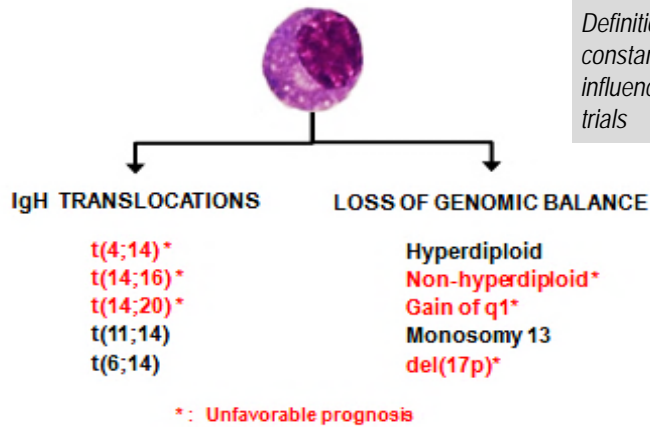 Definitio
constan
influenc
trials
IgH TRANSLOCATIONS
t(4;14)*
t(14;16)*
t(14;20)*
t(11;14)
t(6;14)
LOSS OF GENOMIC BALANCE
Hyperdiploid
Non-hyperdiploid*
Gain of q1*
Monosomy 13
del(17p)*
*: Unfavorable prognosis